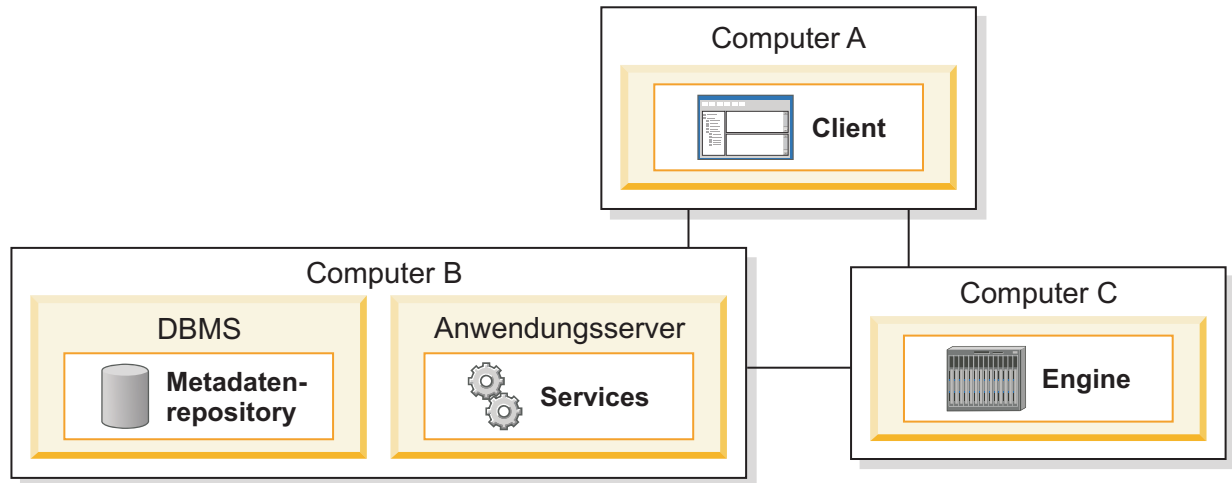 Computer A
Client
Computer B
DBMS
Metadaten-
repository
Anwendungsserver
Services
Computer C
Engine